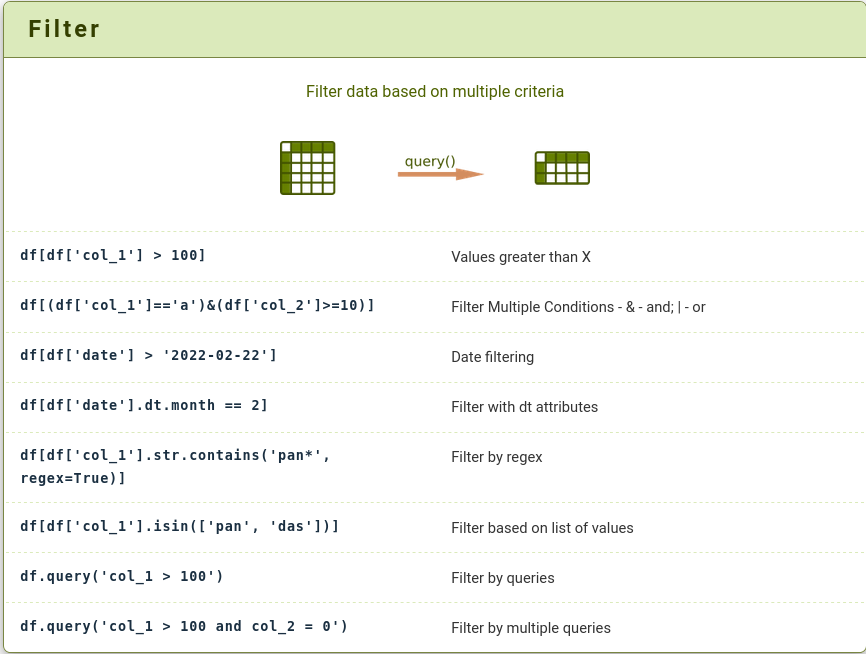 Filter
Filter data based on multiple criteria
query()
df[df['col_1'] > 100]
Values greater than X
df[(df['col_1']=='a')&(df['col_2']>=10)]
Filter Multiple Conditions - & - and; | - or
df[df['date'] > '2022-02-22']
Date filtering
df[df['date'].dt.month == 2]
Filter with dt attributes
df[df['col_1'].str.contains('pan*',
regex=True)]
Filter by regex
df[df['col_1'].isin(['pan', 'das'])]
Filter based on list of values
df.query('col_1 > 100')
Filter by queries
df.query('col_1 > 100 and col_2 = 0')
Filter by multiple queries